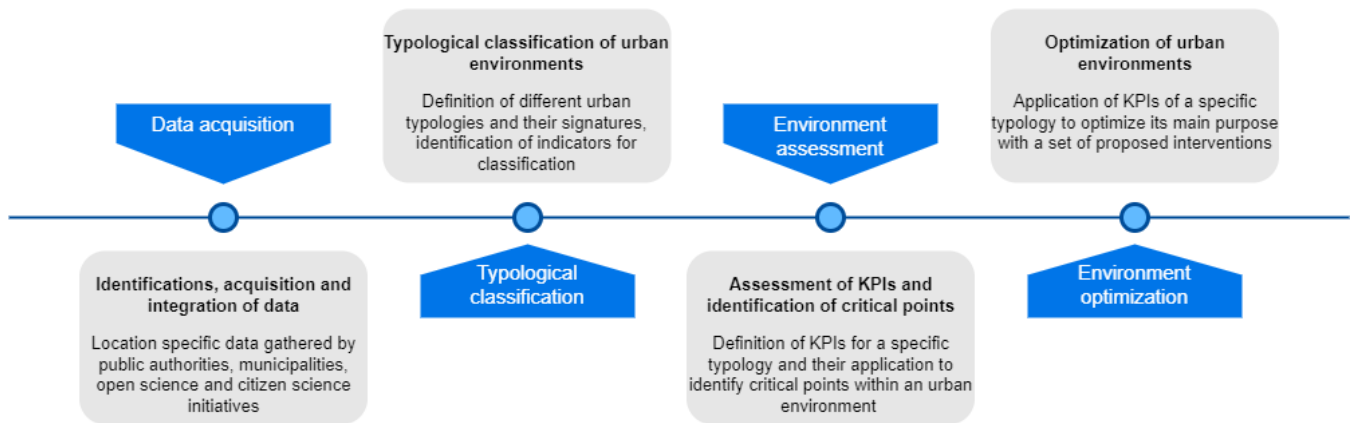 Data acquisition
Identifications, acquisition and
integration of data
Location specific data gathered by
public authorities, municipalities,
open science and citizen science
initiatives
Typological classification of urban
environments
Definition of different urban
typologies and their signatures,
identification of indicators for
classification
Typological
classification
Environment
assessment
Assessment of KPIs and
identification of critical points
Definition of KPIs for a specific
typology and their application to
identify critical points within an urban
environment
Optimization of urban
environments
Application of KPIs of a specific
typology to optimize its main purpose
with a set of proposed interventions
Environment
optimization